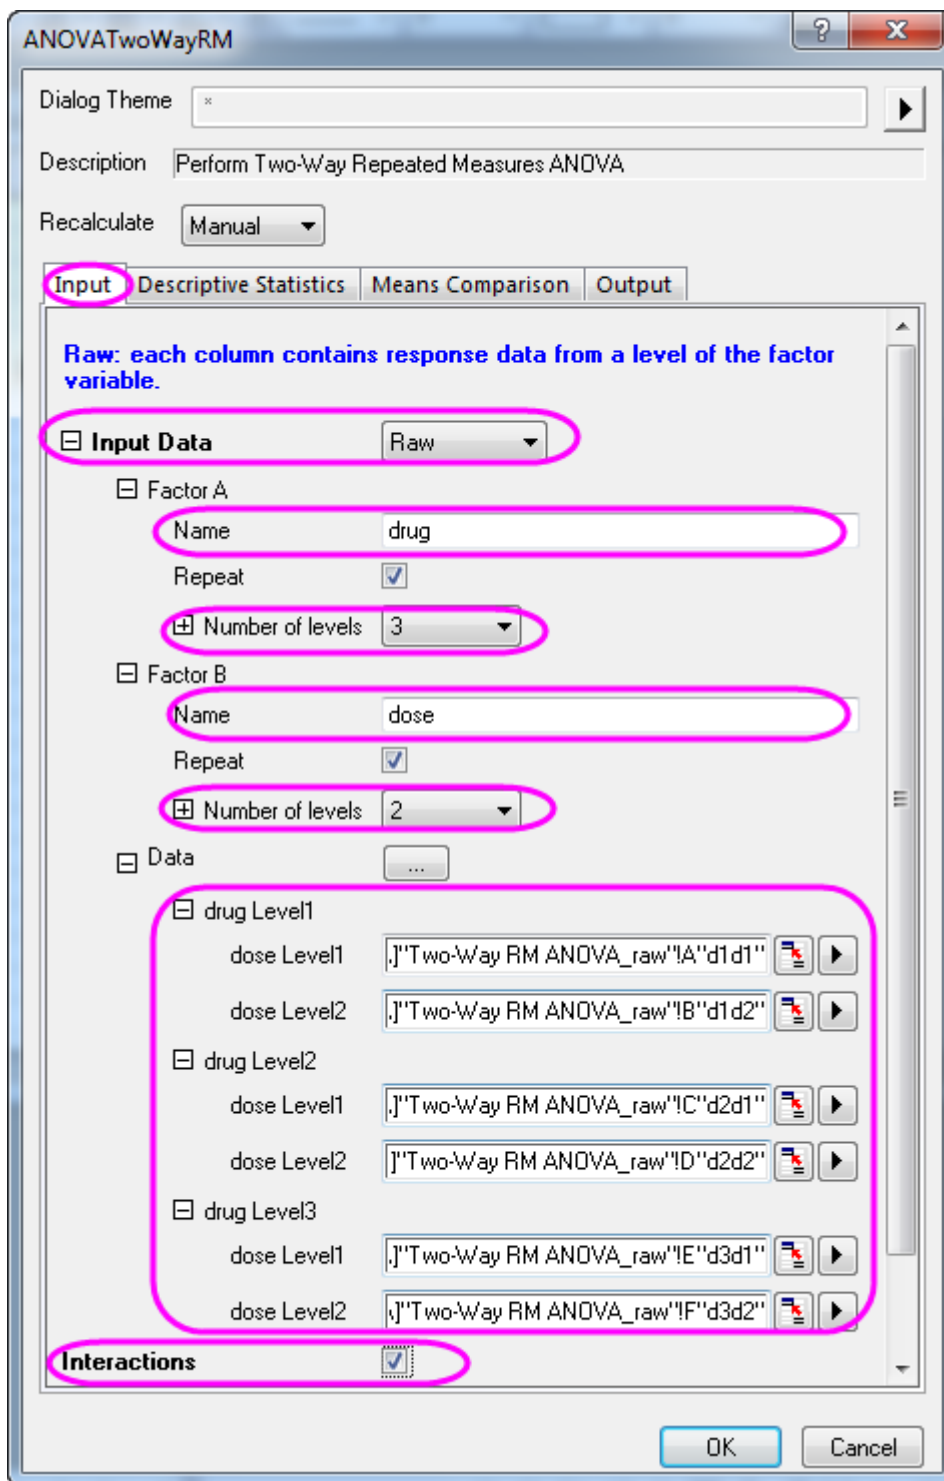 ANOVATwoWayRM
Dialog Theme *
Description Perform Two-Way Repeated Measures ANOVA
Recalculate Manual
Input Descriptive Statistics Means Comparison Output
Raw: each column contains response data from a level of the factor
variable.
Input Data Raw
Factor A
Name drug
Repeat
Number of levels 3
Factor B
Name dose
Repeat
Number of levels 2
Data ...
drug Level1
dose Level1 .]"Two-Way RM ANOVA_raw"!A"d1d1"
dose Level2 .]"Two-Way RM ANOVA_raw"!B"d1d2"
drug Level2
dose Level1 .]"Two-Way RM ANOVA_raw"!C"d2d1"
dose Level2 ]"Two-Way RM ANOVA_raw"!D"d2d2"
drug Level3
dose Level1 .]"Two-Way RM ANOVA_raw"!E"d3d1"
dose Level2 ]"Two-Way RM ANOVA_raw"!F"d3d2"
Interactions
OK Cancel